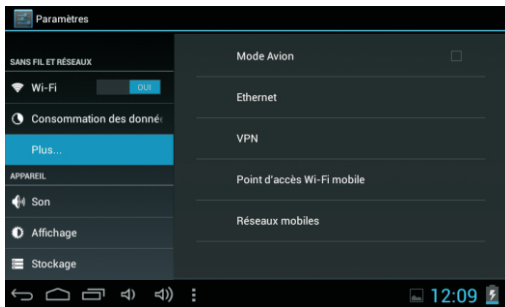 Paramètres
SANS FIL ET RÉSEAUX
Wi-Fi
OUI
Consommation des donné
Plus...
APPAREIL
Son
Affichage
Stockage
Mode Avion
Ethernet
VPN
Point d'accès Wi-Fi mobile
Réseaux mobiles
12:09